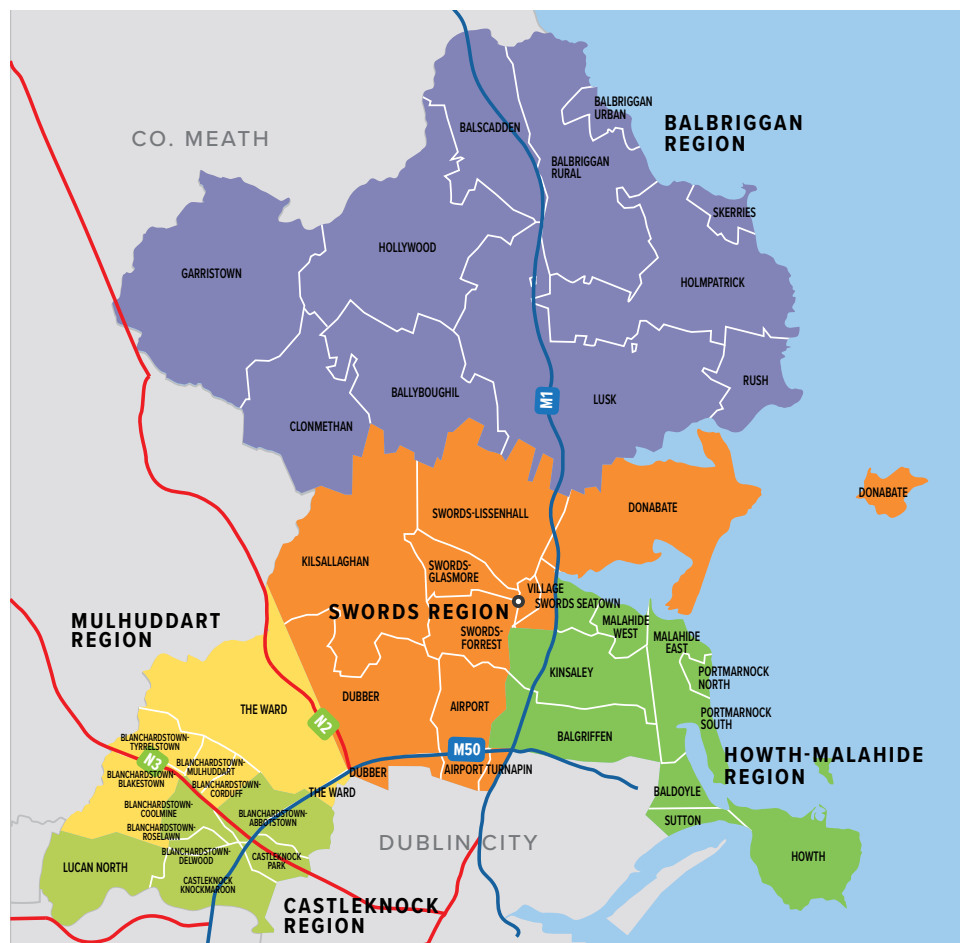 BALBRIGGAN
URBAN
BALBRIGGAN
REGION
BALSCADDEN
CO. MEATH
BALBRIGGAN
RURAL
SKERRIES
HOLLYWOOD
GARRISTOWN
HOLMPATRICK
RUSH
BALLYBOUGHIL
M1
LUSK
CLONMETHAN
DONABATE
DONABATE
SWORDS-LISSENHALL
KILSALLAGHAN
SWORDS-
GLASMORE
VILLAGE
SWORDS SEATOWN
SWORDS REGION
MULHUDDART
REGION
MALAHIDE
WEST
SWORDS-
FORREST
MALAHIDE
EAST
KINSALEY
PORTMARNOCK
NORTH
DUBBER
THE WARD
AIRPORT
PORTMARNOCK
SOUTH
N2
BALGRIFFEN
BLANCHARDSTOWN-
TYRRELSTOWN
M50
HOWTH-MALAHIDE
REGION
N3
BLANCHARDSTOWN-
MULHUDDART
DUBBER
AIRPORT
TURNAPIN
BLANCHARDSTOWN-
BLAKESTOWN
BLANCHARDSTOWN-
CORDUFF
THE WARD
BALDOYLE
BLANCHARDSTOWN-
COOLMINE
BLANCHARDSTOWN-
ABBOTSTOWN
SUTTON
BLANCHARDSTOWN-
ROSELAWN
DUBLIN CITY
BLANCHARDSTOWN-
DELWOOD
CASTLEKNOCK
PARK
HOWTH
LUCAN NORTH
CASTLEKNOCK
KNOCKMAROON
CASTLEKNOCK
REGION